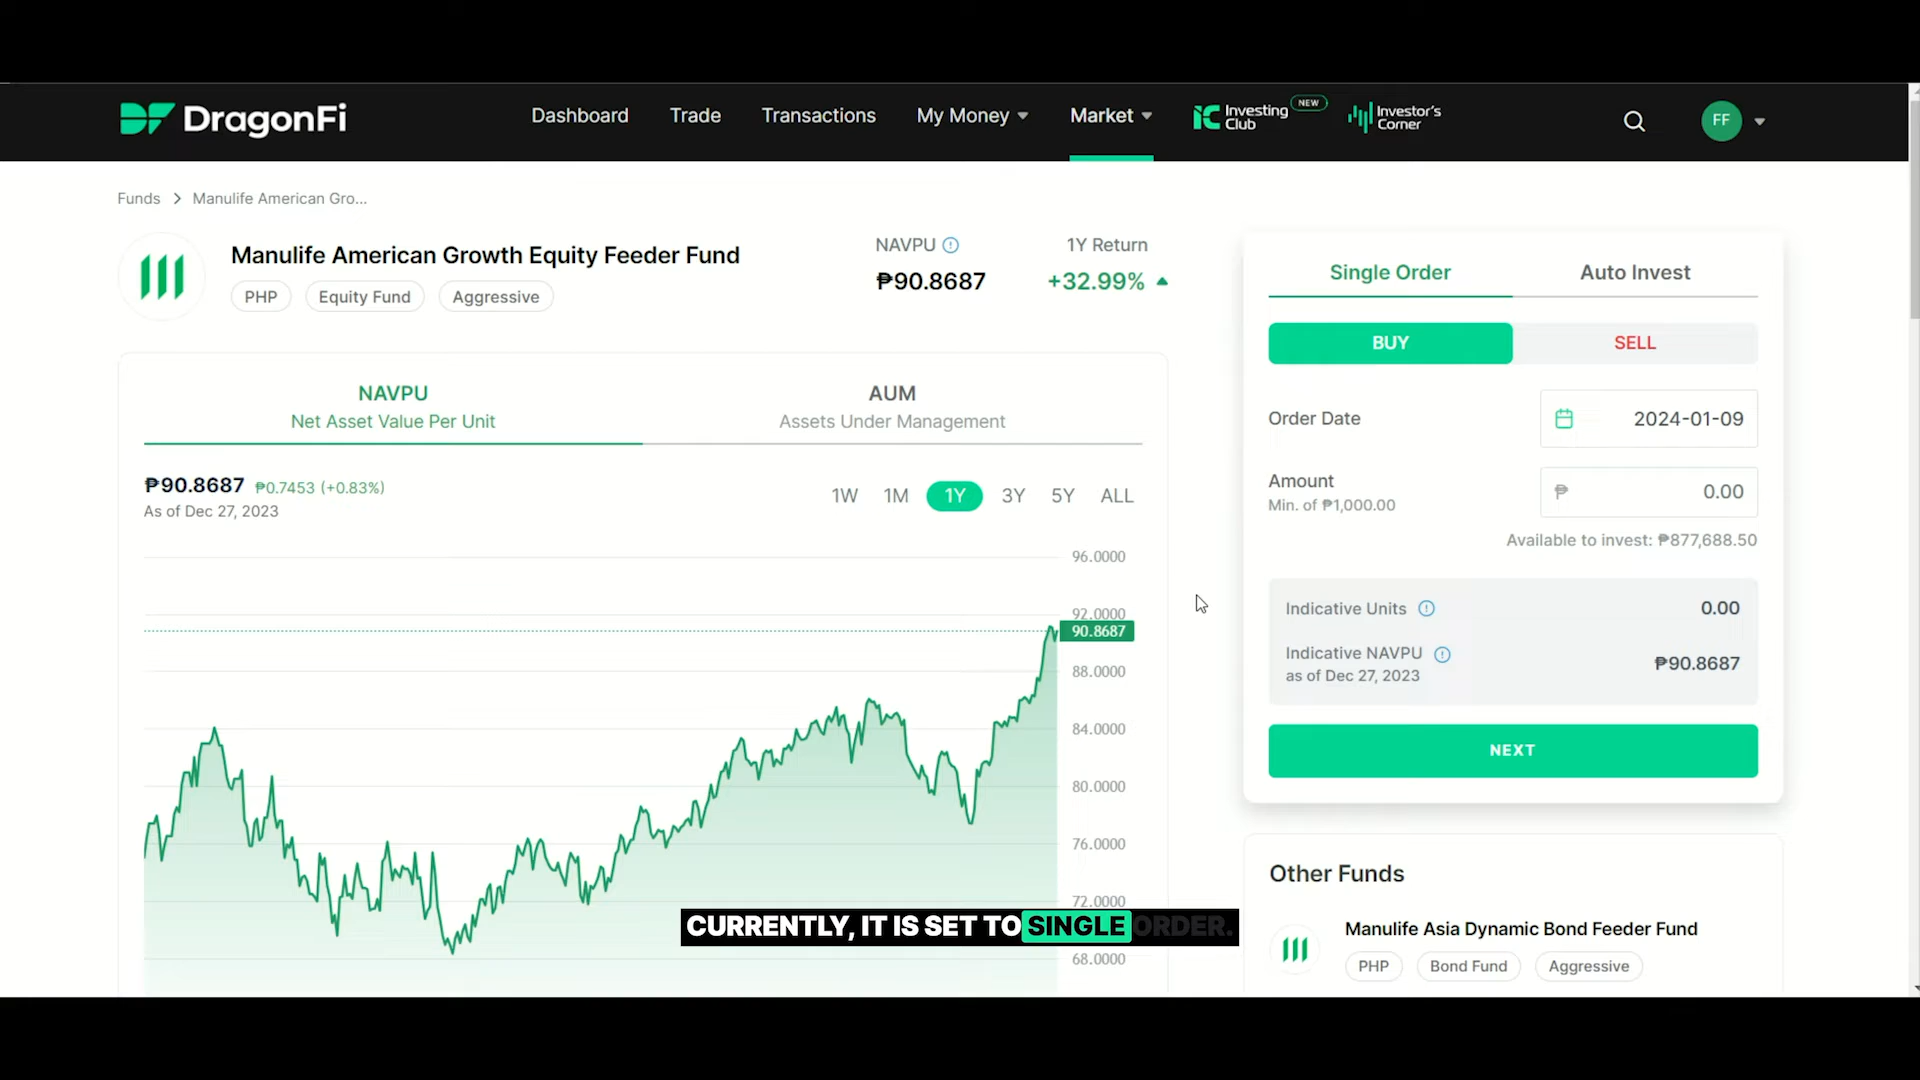 DragonFi
Dashboard
Trade
Transactions
My Money
Market
Investing Club
NEW
Investor's Corner
FF
Funds > Manulife American Gro...
Manulife American Growth Equity Feeder Fund
PHP
Equity Fund
Aggressive
NAVPU
₱90.8687
1Y Return
+32.99%
NAVPU
Net Asset Value Per Unit
AUM
Assets Under Management
₱90.8687 ₱0.7453 (+0.83%)
As of Dec 27, 2023
1W 1M 1Y 3Y 5Y ALL
96.0000
92.0000
90.8687
88.0000
84.0000
80.0000
76.0000
72.0000
68.0000
Single Order
Auto Invest
BUY
SELL
Order Date
2024-01-09
Amount
Min. of ₱1,000.00
₱ 0.00
Available to invest: ₱877,688.50
Indicative Units
0.00
Indicative NAVPU
as of Dec 27, 2023
₱90.8687
NEXT
Other Funds
Manulife Asia Dynamic Bond Feeder Fund
PHP
Bond Fund
Aggressive
CURRENTLY, IT IS SET TO SINGLE ORDER.